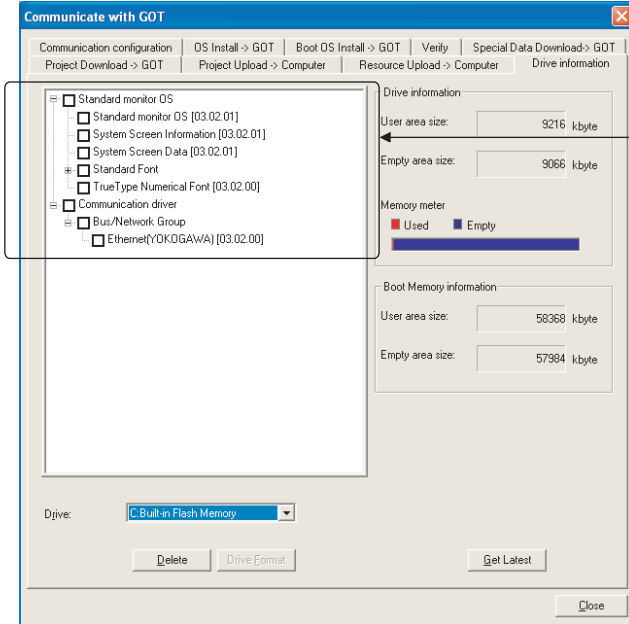 Communicate with GOT
Communication configuration | OS Install -> GOT | Boot OS Install -> GOT | Verify | Special Data Download-> GOT
Project Download -> GOT | Project Upload -> Computer | Resource Upload -> Computer | Drive information
Standard monitor OS
Standard monitor OS [03.02.01]
System Screen Information [03.02.01]
System Screen Data [03.02.01]
Standard Font
TrueType Numerical Font [03.02.00]
Communication driver
Bus/Network Group
Ethernet(YOKOGAWA) [03.02.00]
Drive information
User area size: 9216 kbyte
Empty area size: 9066 kbyte
Memory meter
Used Empty
Boot Memory information
User area size: 58368 kbyte
Empty area size: 57984 kbyte
Drive: C:Built-in Flash Memory
Delete Drive Format Get Latest
Close